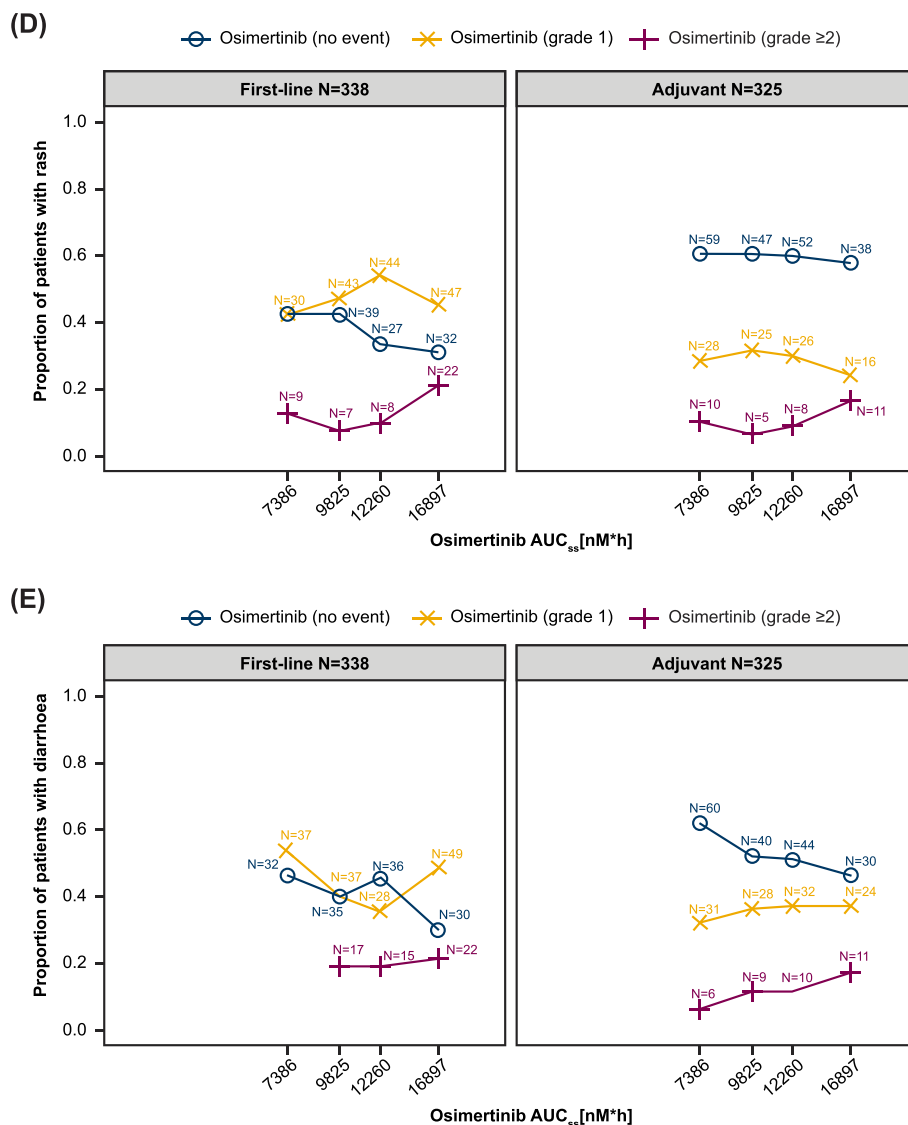 (D)
Osimertinib (no event) Osimertinib (grade 1) Osimertinib (grade ≥2)
First-line N=338
Adjuvant N=325
Proportion of patients with rash
1.0
0.8
0.6
0.4
0.2
0.0
N=30
N=43
N=44
N=47
N=39
N=27
N=32
N=9
N=7
N=8
N=22
N=59
N=47
N=52
N=38
N=28
N=25
N=26
N=16
N=10
N=5
N=8
N=11
7386 9825 12260 16897
7386 9825 12260 16897
Osimertinib AUCss[nM*h]
(E)
Osimertinib (no event) Osimertinib (grade 1) Osimertinib (grade ≥2)
First-line N=338
Adjuvant N=325
Proportion of patients with diarrhoea
1.0
0.8
0.6
0.4
0.2
0.0
N=37
N=37
N=28
N=49
N=32
N=35
N=36
N=30
N=17
N=15
N=22
N=60
N=40
N=44
N=30
N=31
N=28
N=32
N=24
N=6
N=9
N=10
N=11
7386 9825 12260 16897
7386 9825 12260 16897
Osimertinib AUCss[nM*h]